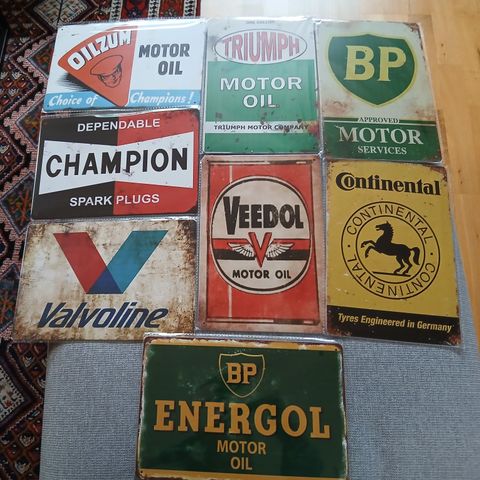 OILZUM
MOTOR
OIL
Choice of Champions!
TRIUMPH
MOTOR
OIL
TRIUMPH MOTOR COMPANY
BP
APPROVED
MOTOR
SERVICES
DEPENDABLE
CHAMPION
SPARK PLUGS
VEEDOL
V
MOTOR OIL
Continental
CONTINENTAL
CONTINENTAL
Tyres Engineered in Germany
Valvoline
BP
ENERGOL
MOTOR
OIL